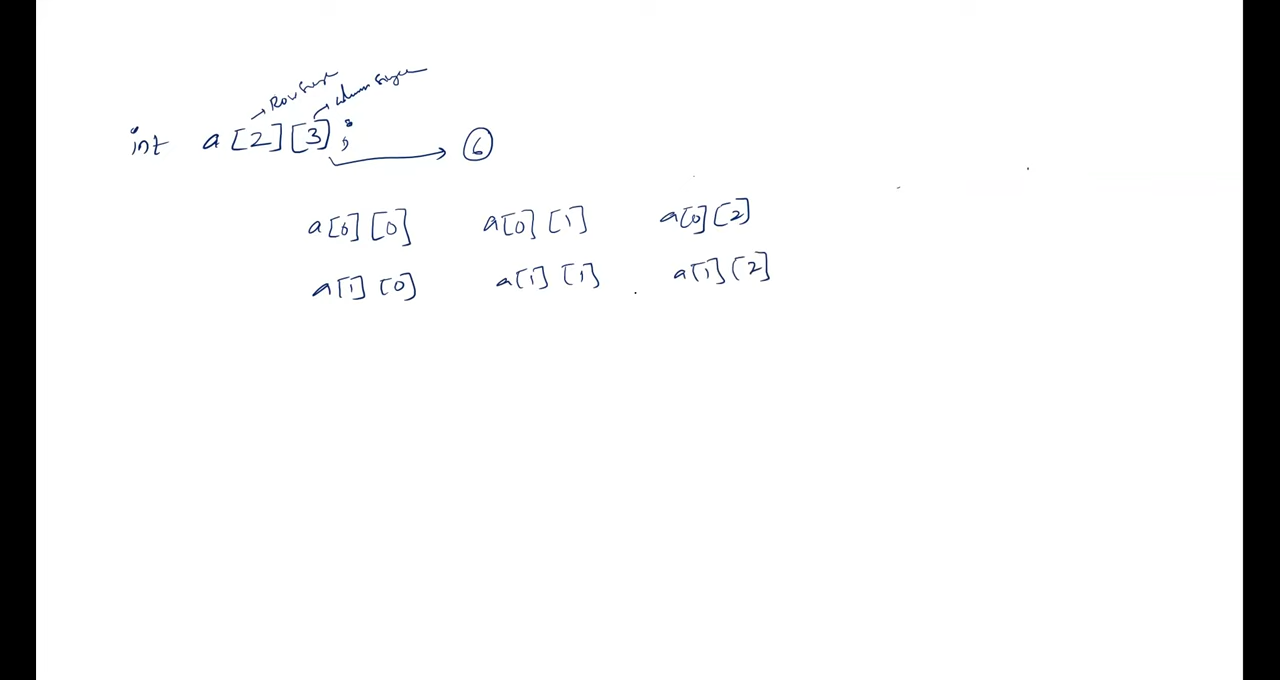 Row size column size
int a[2][3]; → 6
a[0][0] a[0][1] a[0][2]
a[1][0] a[1][1] a[1][2]